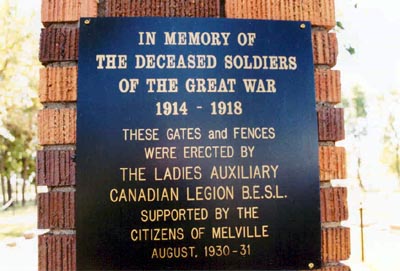 IN MEMORY OF
THE DECEASED SOLDIERS
OF THE GREAT WAR
1914 - 1918
THESE GATES and FENCES
WERE ERECTED BY
THE LADIES AUXILIARY
CANADIAN LEGION B.E.S.L.
SUPPORTED BY THE
CITIZENS OF MELVILLE
AUGUST, 1930-31